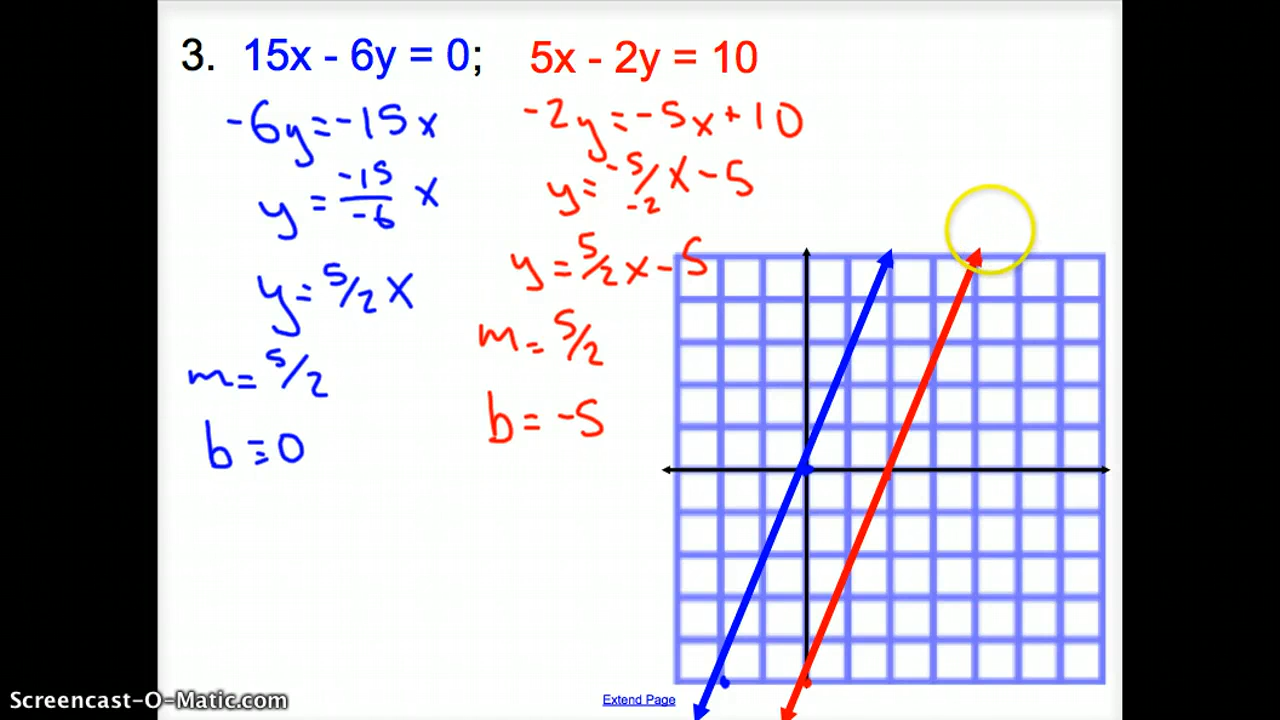 3. 15x - 6y = 0; 5x - 2y = 10
-6y = -15x
y = -15/-6 x
y = 5/2 x
m = 5/2
b = 0
-2y = -5x + 10
y = -5/-2 x - 5
y = 5/2 x - 5
m = 5/2
b = -5
Extend Page
Screencast-O-Matic.com